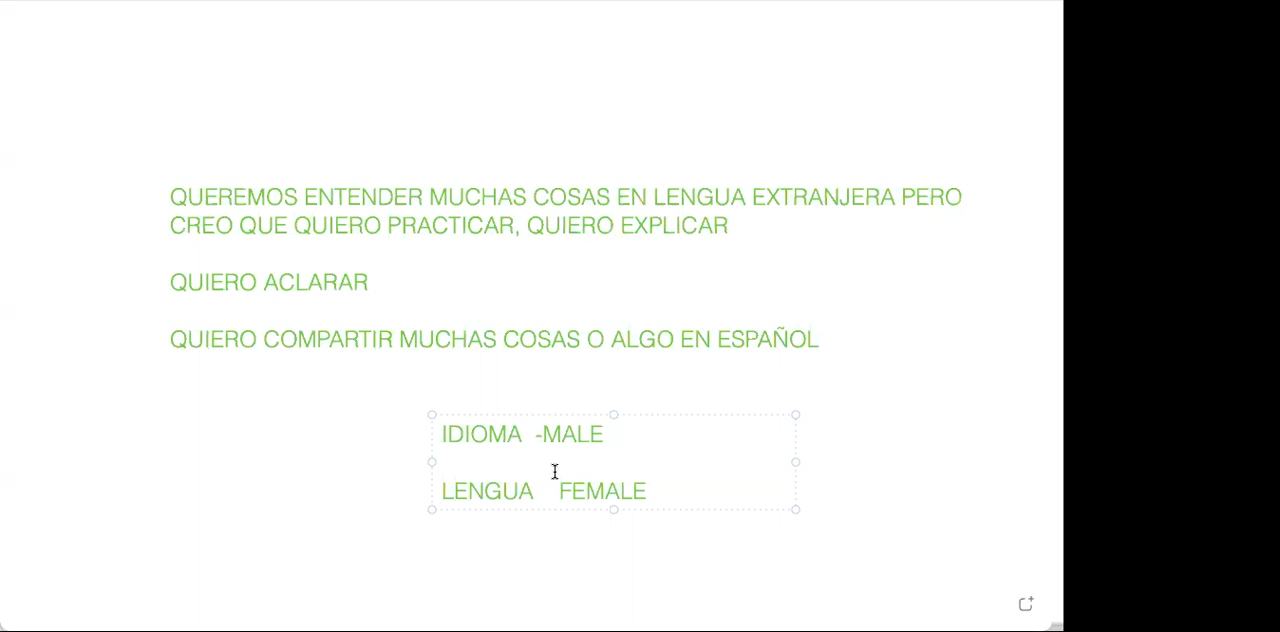 QUEREMOS ENTENDER MUCHAS COSAS EN LENGUA EXTRANJERA PERO
CREO QUE QUIERO PRACTICAR, QUIERO EXPLICAR
QUIERO ACLARAR
QUIERO COMPARTIR MUCHAS COSAS O ALGO EN ESPAÑOL
IDIOMA -MALE
LENGUA FEMALE